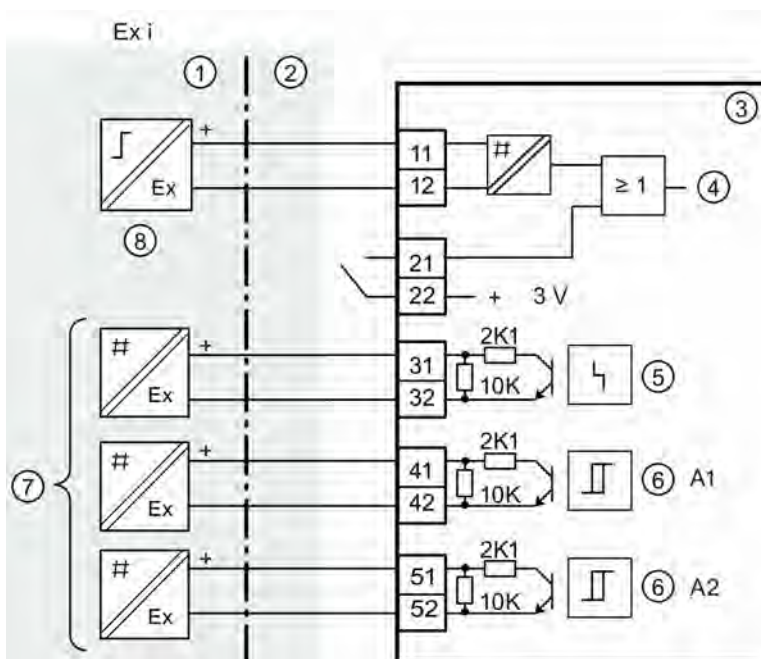 Ex i
① ②
③
+
Ex
⑧
11
12
#
≥ 1
④
21
22
+ 3 V
#
+
Ex
31
32
2K1
10K
⑤
⑦
#
+
Ex
41
42
2K1
10K
⑥ A1
#
+
Ex
51
52
2K1
10K
⑥ A2